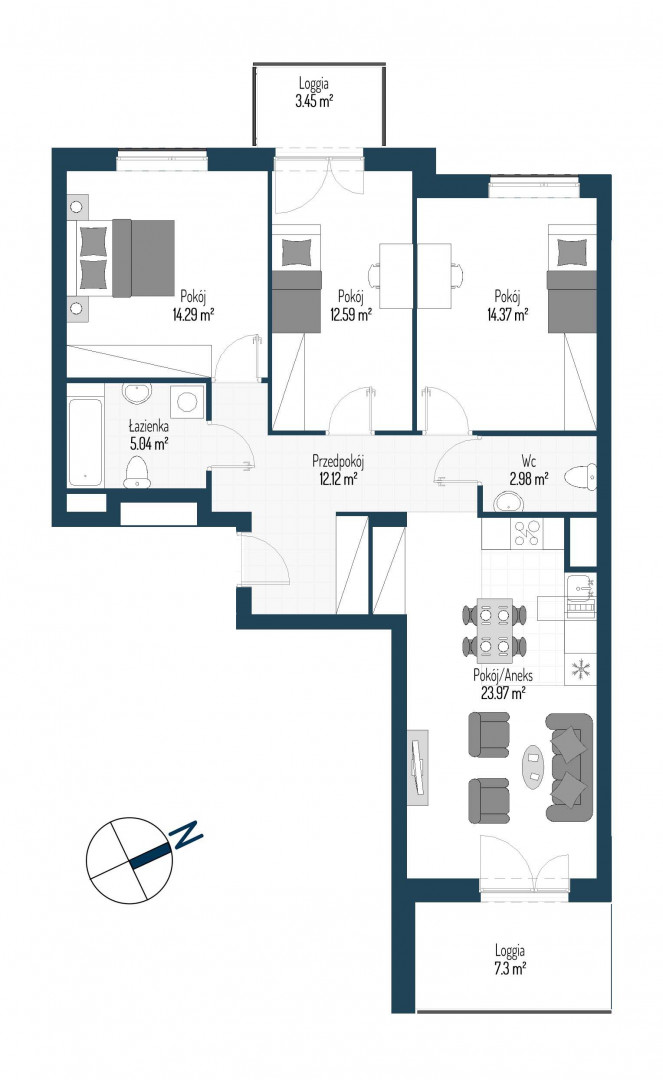 Loggia
3.45 m²
Pokój
14.29 m²
Pokój
12.59 m²
Pokój
14.37 m²
Łazienka
5.04 m²
Przedpokój
12.12 m²
Wc
2.98 m²
Pokój/Aneks
23.97 m²
N
Loggia
7.3 m²